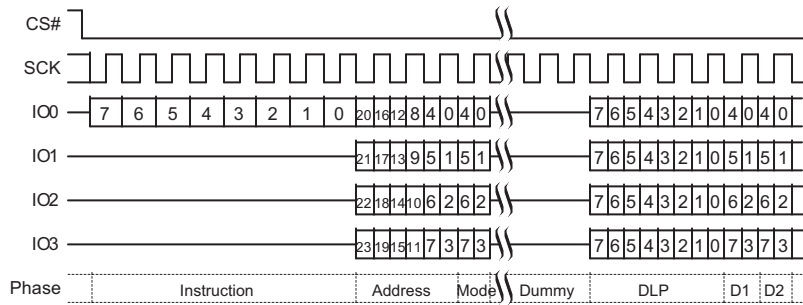 CS#
SCK
IO0 7 6 5 4 3 2 1 0 20 16 12 8 4 0 4 0 7 6 5 4 3 2 1 0 4 0 4 0
IO1 21 17 13 9 5 1 5 1 7 6 5 4 3 2 1 0 5 1 5 1
IO2 22 18 14 10 6 2 6 2 7 6 5 4 3 2 1 0 6 2 6 2
IO3 23 19 15 11 7 3 7 3 7 6 5 4 3 2 1 0 7 3 7 3
Phase Instruction Address Mode Dummy DLP D1 D2